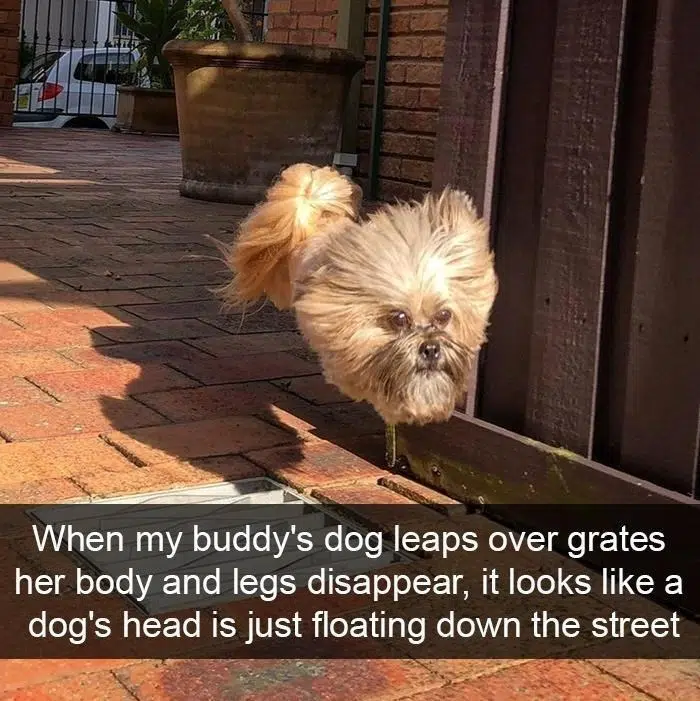 When my buddy's dog leaps over grates
her body and legs disappear, it looks like a
dog's head is just floating down the street